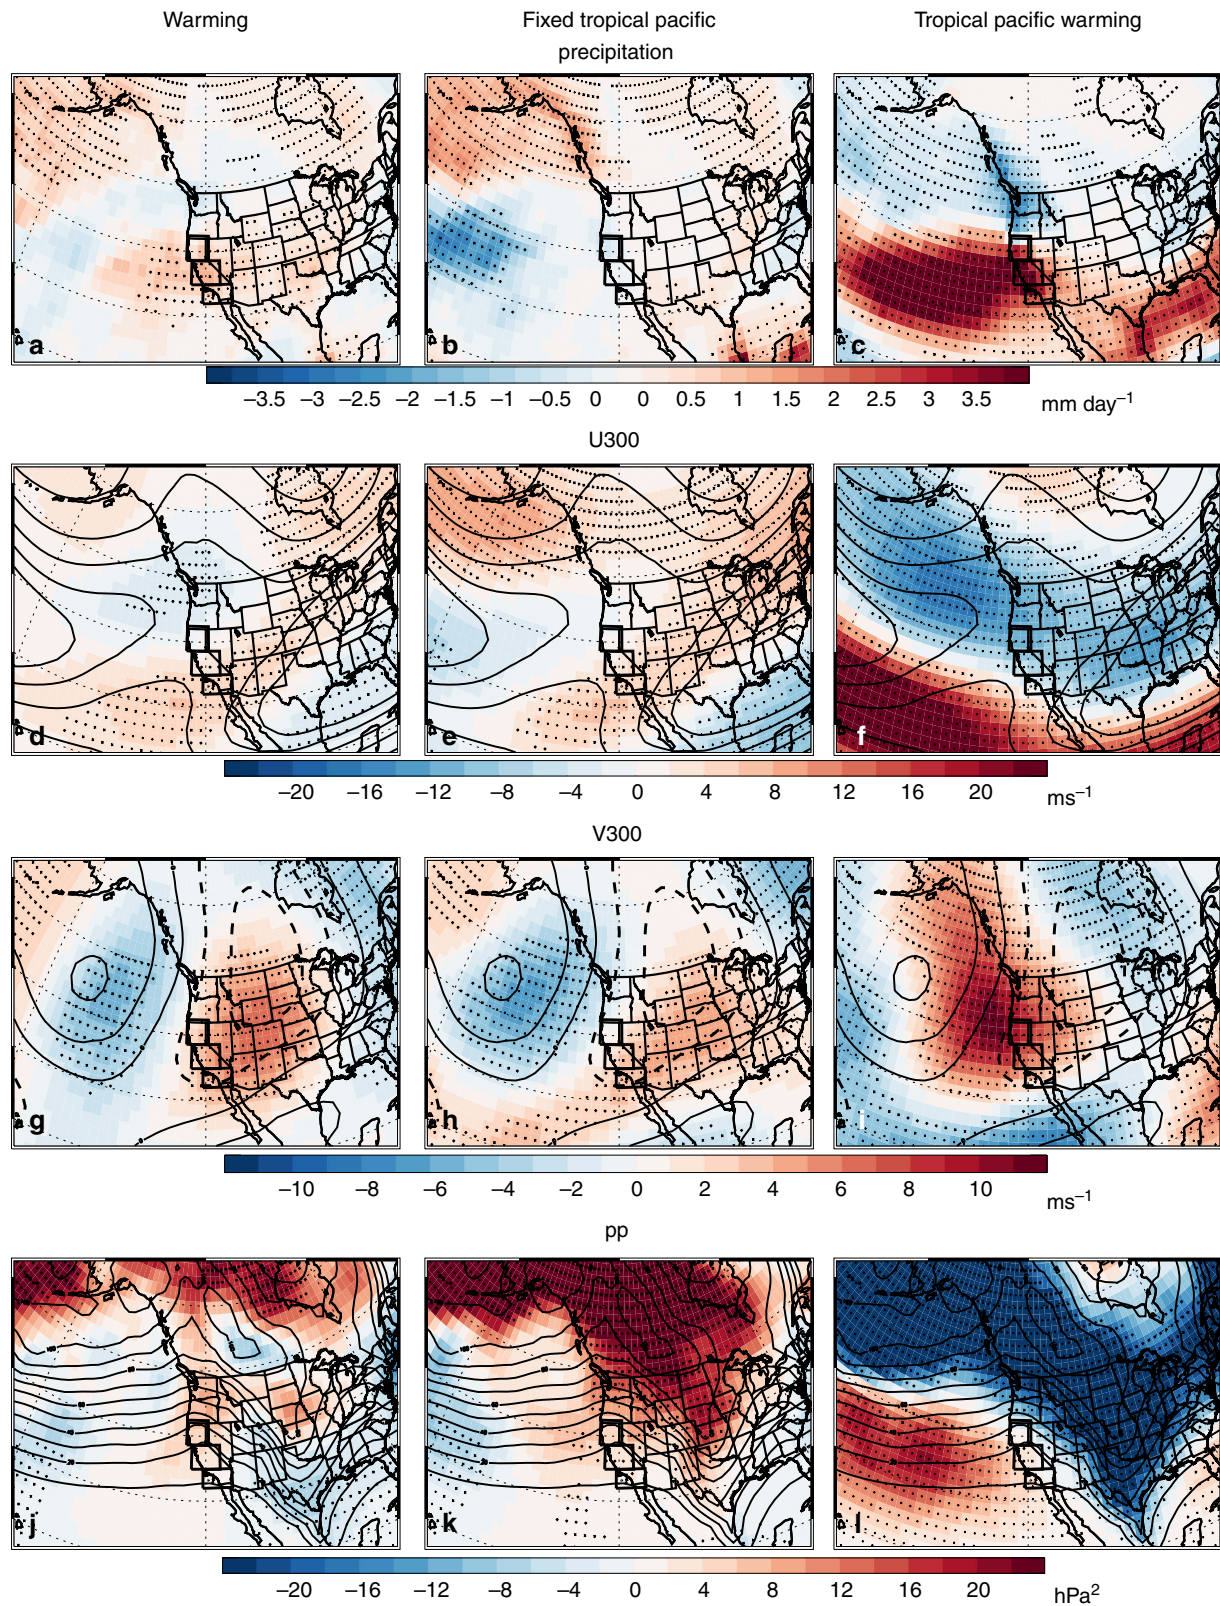 Warming Fixed tropical pacific Tropical pacific warming
precipitation
a b c
−3.5 −3 −2.5 −2 −1.5 −1 −0.5 0 0 0.5 1 1.5 2 2.5 3 3.5 mm day⁻¹
U300
d e f
−20 −16 −12 −8 −4 0 4 8 12 16 20 ms⁻¹
V300
g h i
−10 −8 −6 −4 −2 0 2 4 6 8 10 ms⁻¹
pp
j k l
−20 −16 −12 −8 −4 0 4 8 12 16 20 hPa²